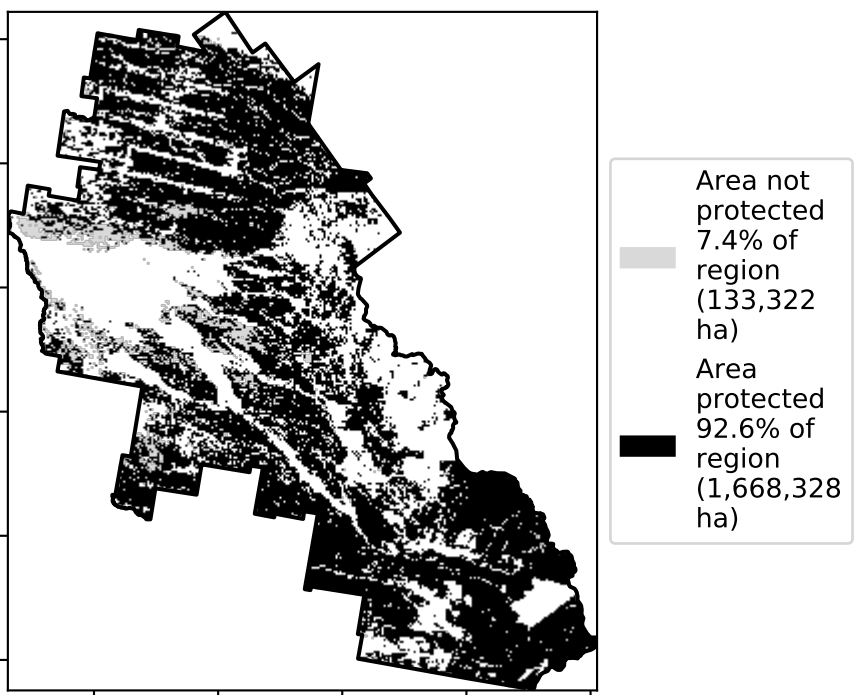 Area not
protected
7.4% of
region
(133,322
ha)
Area
protected
92.6% of
region
(1,668,328
ha)